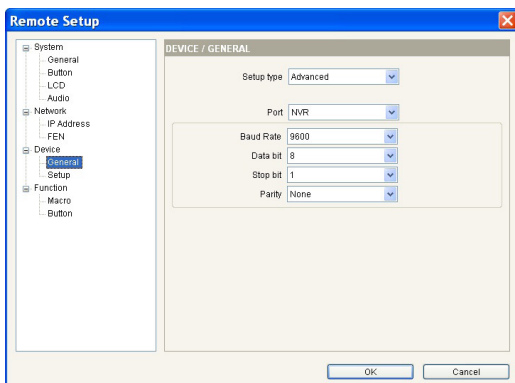 Remote Setup
System
General
Button
LCD
Audio
Network
IP Address
FEN
Device
General
Setup
Function
Macro
Button
DEVICE / GENERAL
Setup type Advanced
Port NVR
Baud Rate 9600
Data bit 8
Stop bit 1
Parity None
OK Cancel